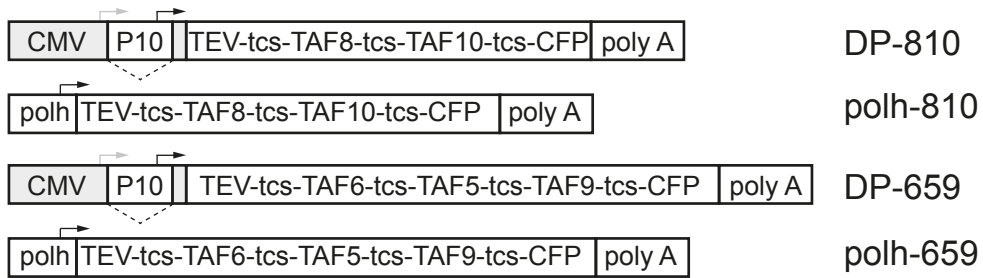 CMV P10 TEV-tcs-TAF8-tcs-TAF10-tcs-CFP poly A DP-810
polh TEV-tcs-TAF8-tcs-TAF10-tcs-CFP poly A polh-810
CMV P10 TEV-tcs-TAF6-tcs-TAF5-tcs-TAF9-tcs-CFP poly A DP-659
polh TEV-tcs-TAF6-tcs-TAF5-tcs-TAF9-tcs-CFP poly A polh-659